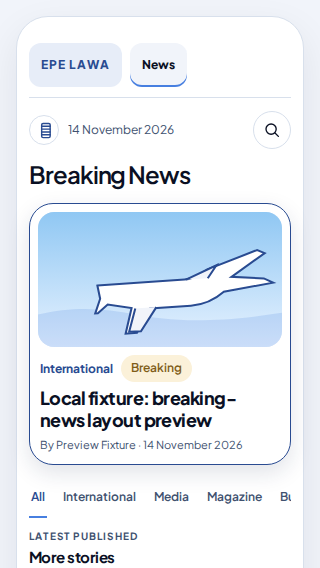 EPE LAWA
News
14 November 2026
Breaking News
International
Breaking
Local fixture: breaking-
news layout preview
By Preview Fixture · 14 November 2026
All
International
Media
Magazine
Bu
LATEST PUBLISHED
More stories